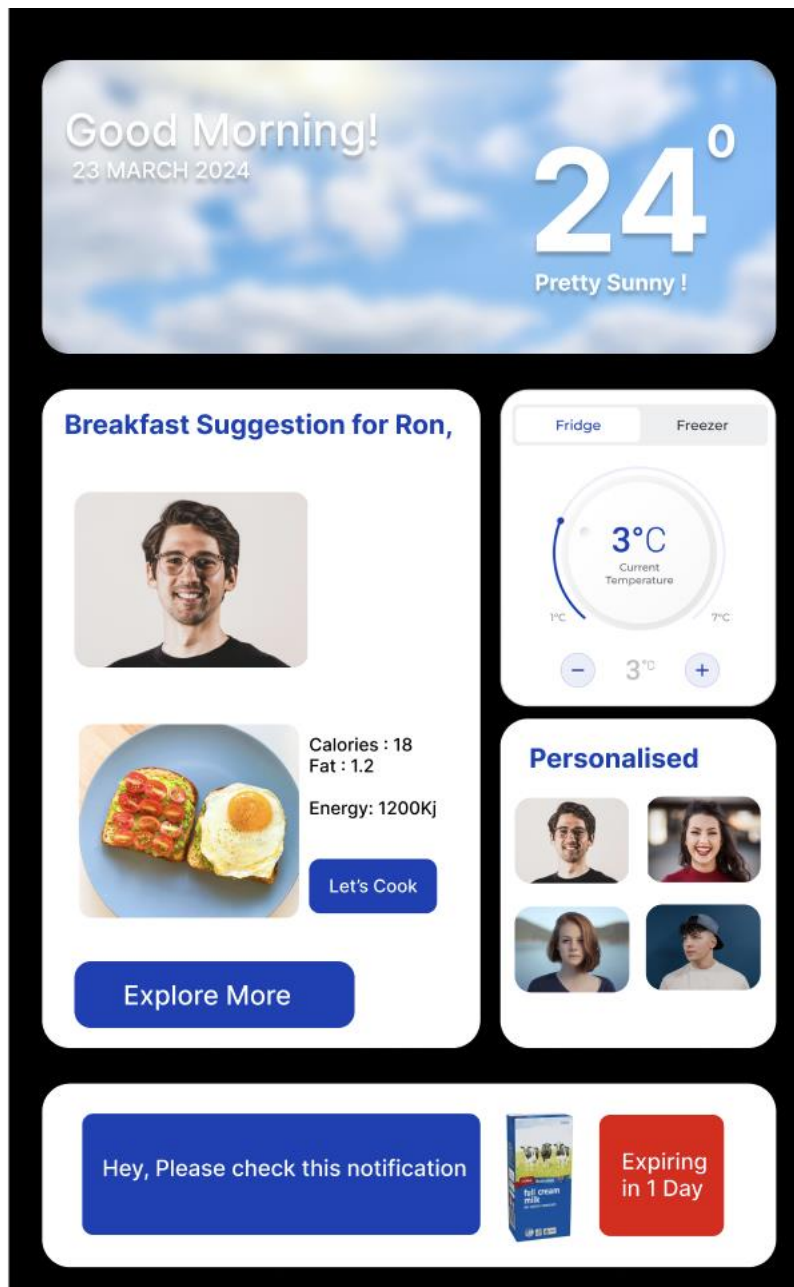 Good Morning!
23 MARCH 2024
24°
Pretty Sunny !
Breakfast Suggestion for Ron,
Calories : 18
Fat : 1.2
Energy: 1200Kj
Let's Cook
Explore More
Fridge
Freezer
3°C
Current
Temperature
1°C
7°C
−
3°C
+
Personalised
Hey, Please check this notification
full cream
milk
Expiring
in 1 Day